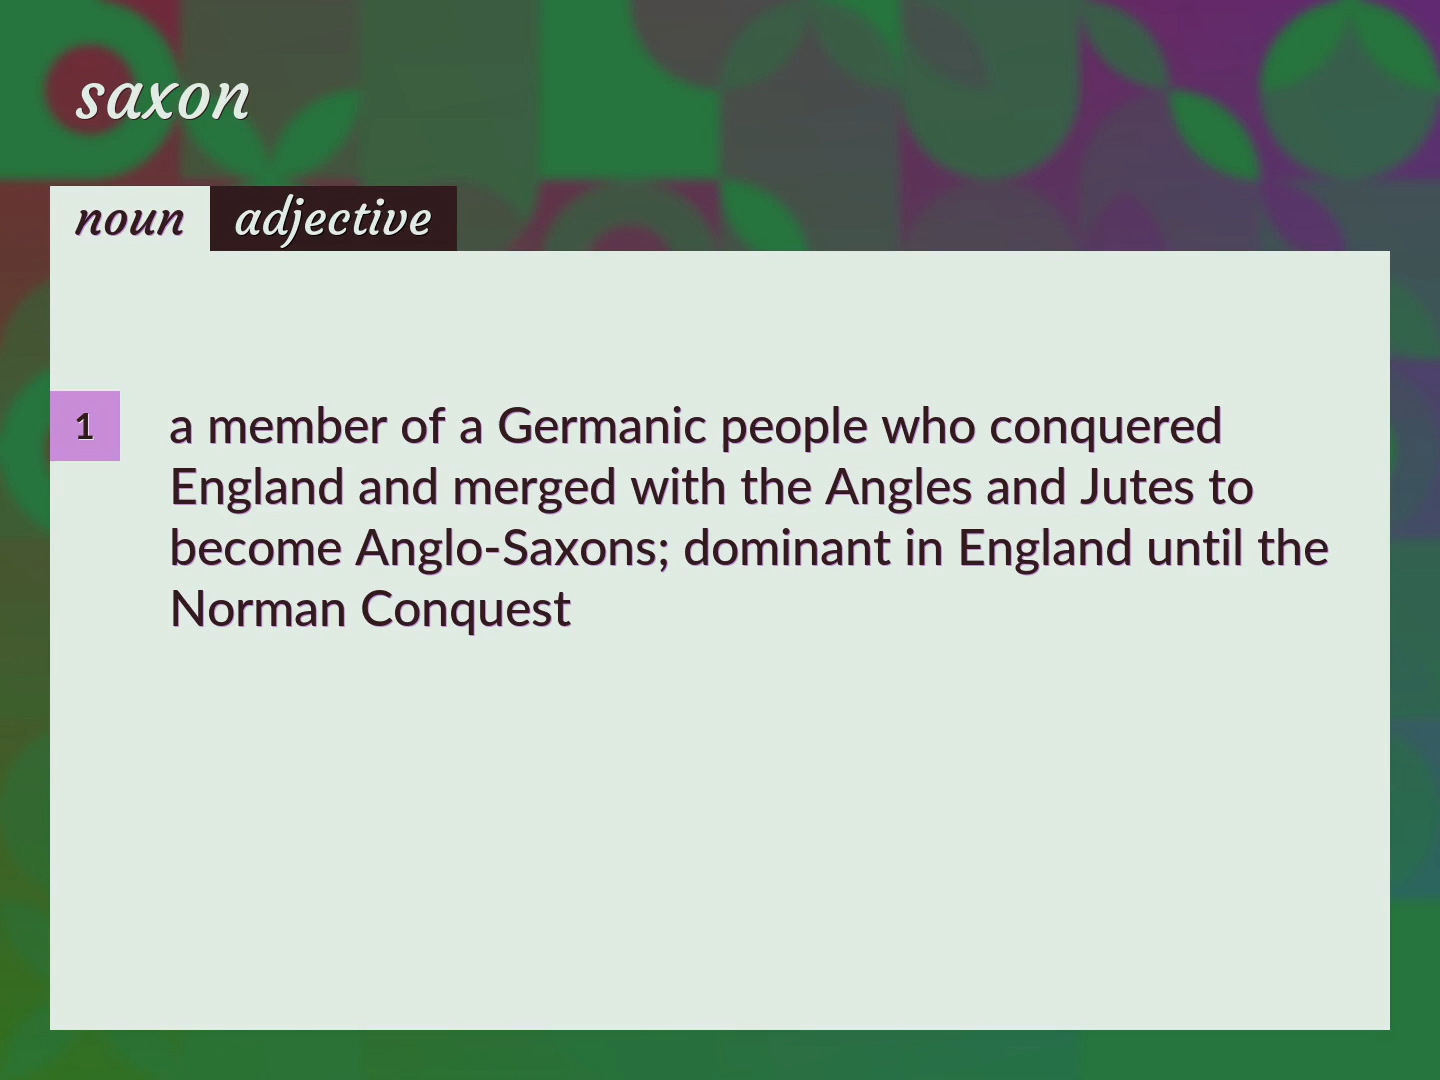 saxon
noun adjective
1 a member of a Germanic people who conquered
England and merged with the Angles and Jutes to
become Anglo-Saxons; dominant in England until the
Norman Conquest